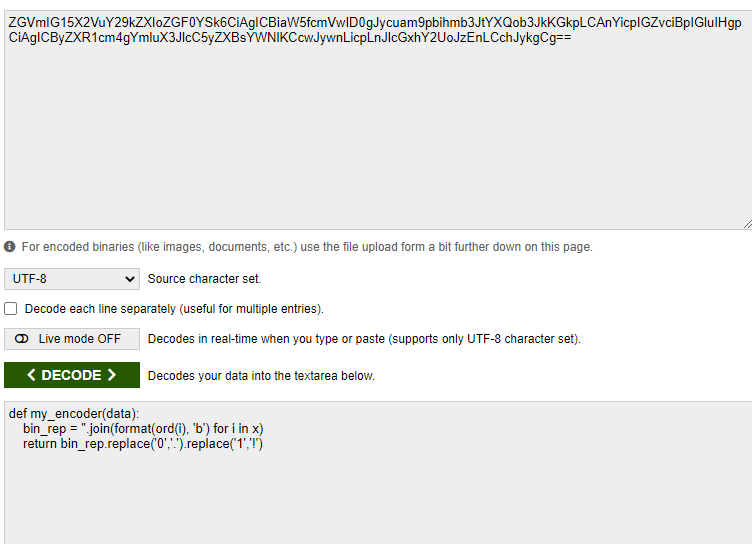 ZGVmIG15X2VuY29kZXIoZGF0YSk6CiAgICBiaW5fcmVwID0gJycuam9pbihmb3JtYXQob3JkKGkpLCAnYicpIGZvciBpIGluIHgp
CiAgICByZXR1cm4gYmluX3JlcC5yZXBsYWNlKCcwJywnLicpLnJlcGxhY2UoJzEnLCchJykgCg==
For encoded binaries (like images, documents, etc.) use the file upload form a bit further down on this page.
UTF-8 Source character set.
Decode each line separately (useful for multiple entries).
Live mode OFF Decodes in real-time when you type or paste (supports only UTF-8 character set).
< DECODE > Decodes your data into the textarea below.
def my_encoder(data):
    bin_rep = ''.join(format(ord(i), 'b') for i in x)
    return bin_rep.replace('0','.').replace('1','!')